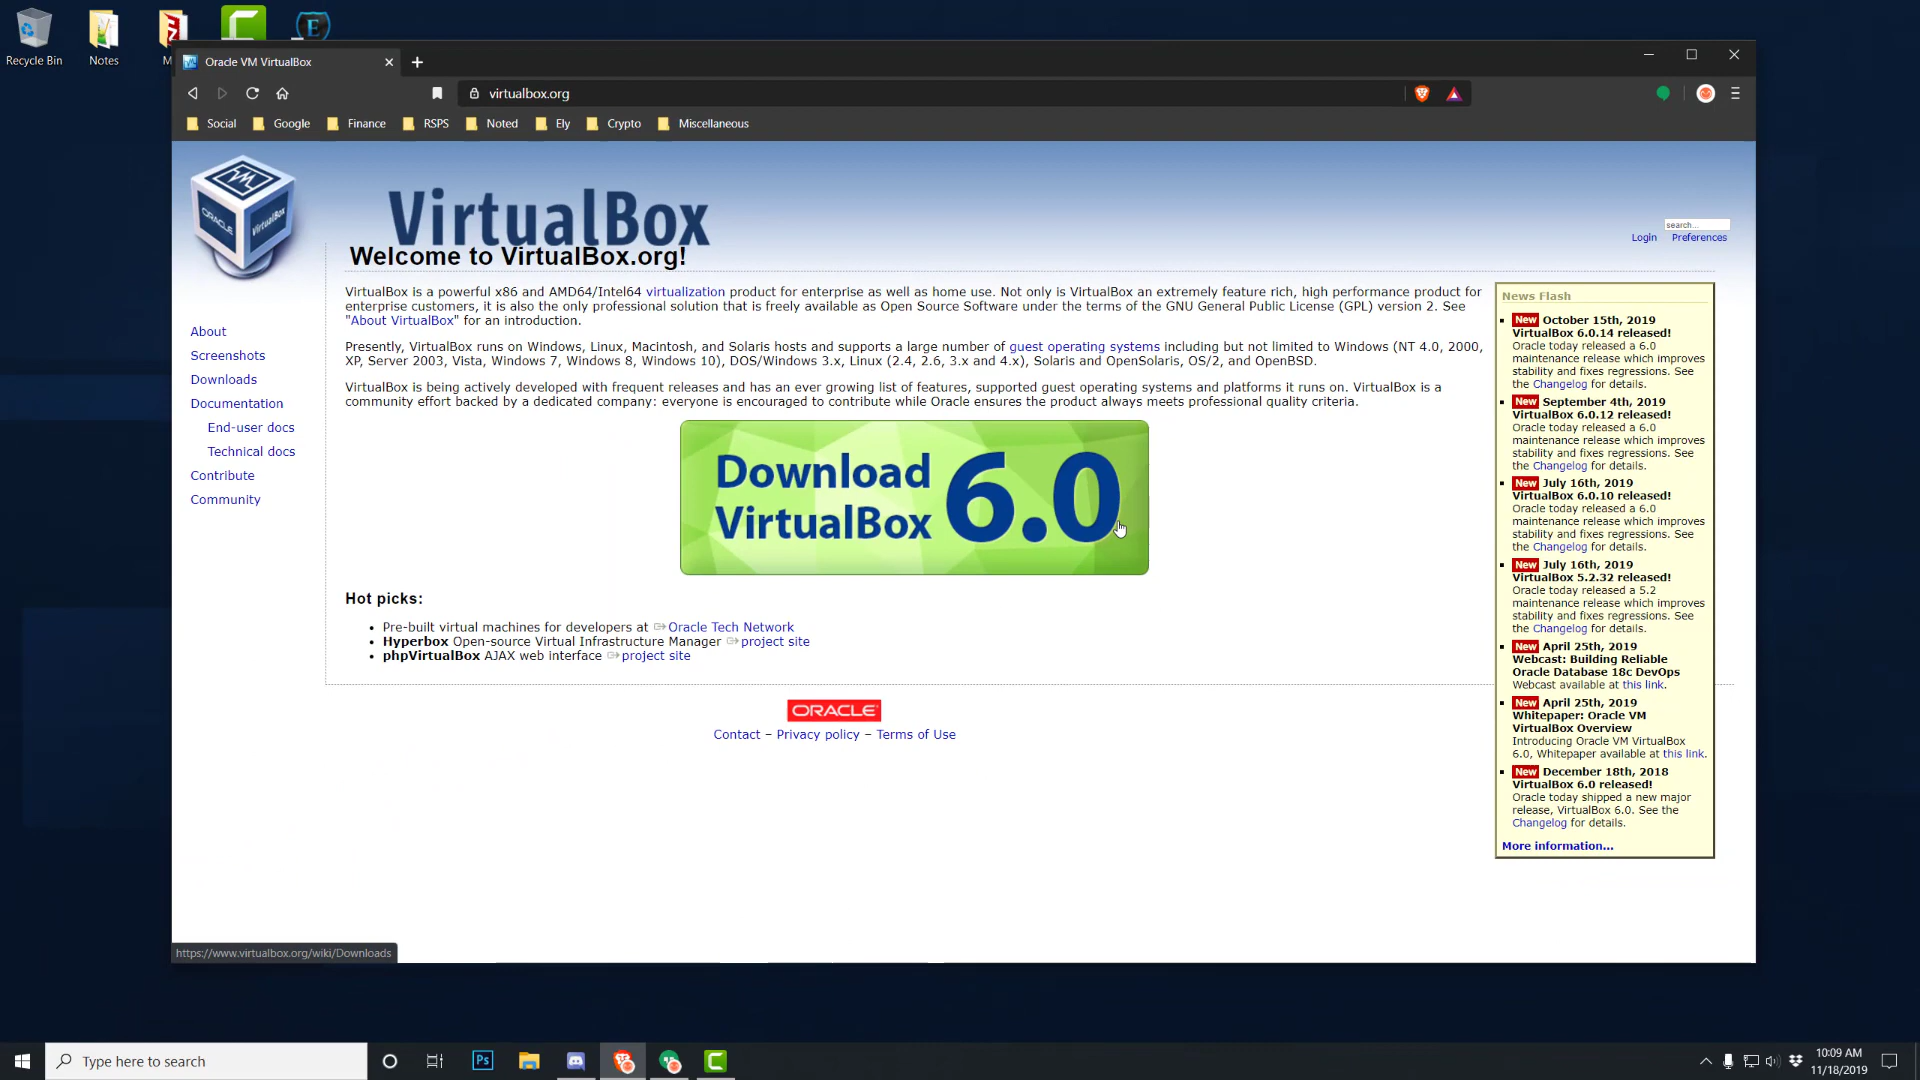 Recycle Bin
Notes
M
Oracle VM VirtualBox
virtualbox.org
Social
Google
Finance
RSPS
Noted
Ely
Crypto
Miscellaneous
ORACLE
VirtualBox
VirtualBox
search...
Login
Preferences
Welcome to VirtualBox.org!
About
Screenshots
Downloads
Documentation
End-user docs
Technical docs
Contribute
Community
VirtualBox is a powerful x86 and AMD64/Intel64 virtualization product for enterprise as well as home use. Not only is VirtualBox an extremely feature rich, high performance product for
enterprise customers, it is also the only professional solution that is freely available as Open Source Software under the terms of the GNU General Public License (GPL) version 2. See
"About VirtualBox" for an introduction.
Presently, VirtualBox runs on Windows, Linux, Macintosh, and Solaris hosts and supports a large number of guest operating systems including but not limited to Windows (NT 4.0, 2000,
XP, Server 2003, Vista, Windows 7, Windows 8, Windows 10), DOS/Windows 3.x, Linux (2.4, 2.6, 3.x and 4.x), Solaris and OpenSolaris, OS/2, and OpenBSD.
VirtualBox is being actively developed with frequent releases and has an ever growing list of features, supported guest operating systems and platforms it runs on. VirtualBox is a
community effort backed by a dedicated company: everyone is encouraged to contribute while Oracle ensures the product always meets professional quality criteria.
Download
VirtualBox 6.0
Hot picks:
Pre-built virtual machines for developers at Oracle Tech Network
Hyperbox Open-source Virtual Infrastructure Manager project site
phpVirtualBox AJAX web interface project site
ORACLE
Contact – Privacy policy – Terms of Use
News Flash
New October 15th, 2019
VirtualBox 6.0.14 released!
Oracle today released a 6.0
maintenance release which improves
stability and fixes regressions. See
the Changelog for details.
New September 4th, 2019
VirtualBox 6.0.12 released!
Oracle today released a 6.0
maintenance release which improves
stability and fixes regressions. See
the Changelog for details.
New July 16th, 2019
VirtualBox 6.0.10 released!
Oracle today released a 6.0
maintenance release which improves
stability and fixes regressions. See
the Changelog for details.
New July 16th, 2019
VirtualBox 5.2.32 released!
Oracle today released a 5.2
maintenance release which improves
stability and fixes regressions. See
the Changelog for details.
New April 25th, 2019
Webcast: Building Reliable
Oracle Database 18c DevOps
Webcast available at this link.
New April 25th, 2019
Whitepaper: Oracle VM
VirtualBox Overview
Introducing Oracle VM VirtualBox
6.0, Whitepaper available at this link.
New December 18th, 2018
VirtualBox 6.0 released!
Oracle today shipped a new major
release, VirtualBox 6.0. See the
Changelog for details.
More information...
https://www.virtualbox.org/wiki/Downloads
Type here to search
Ps
10:09 AM
11/18/2019